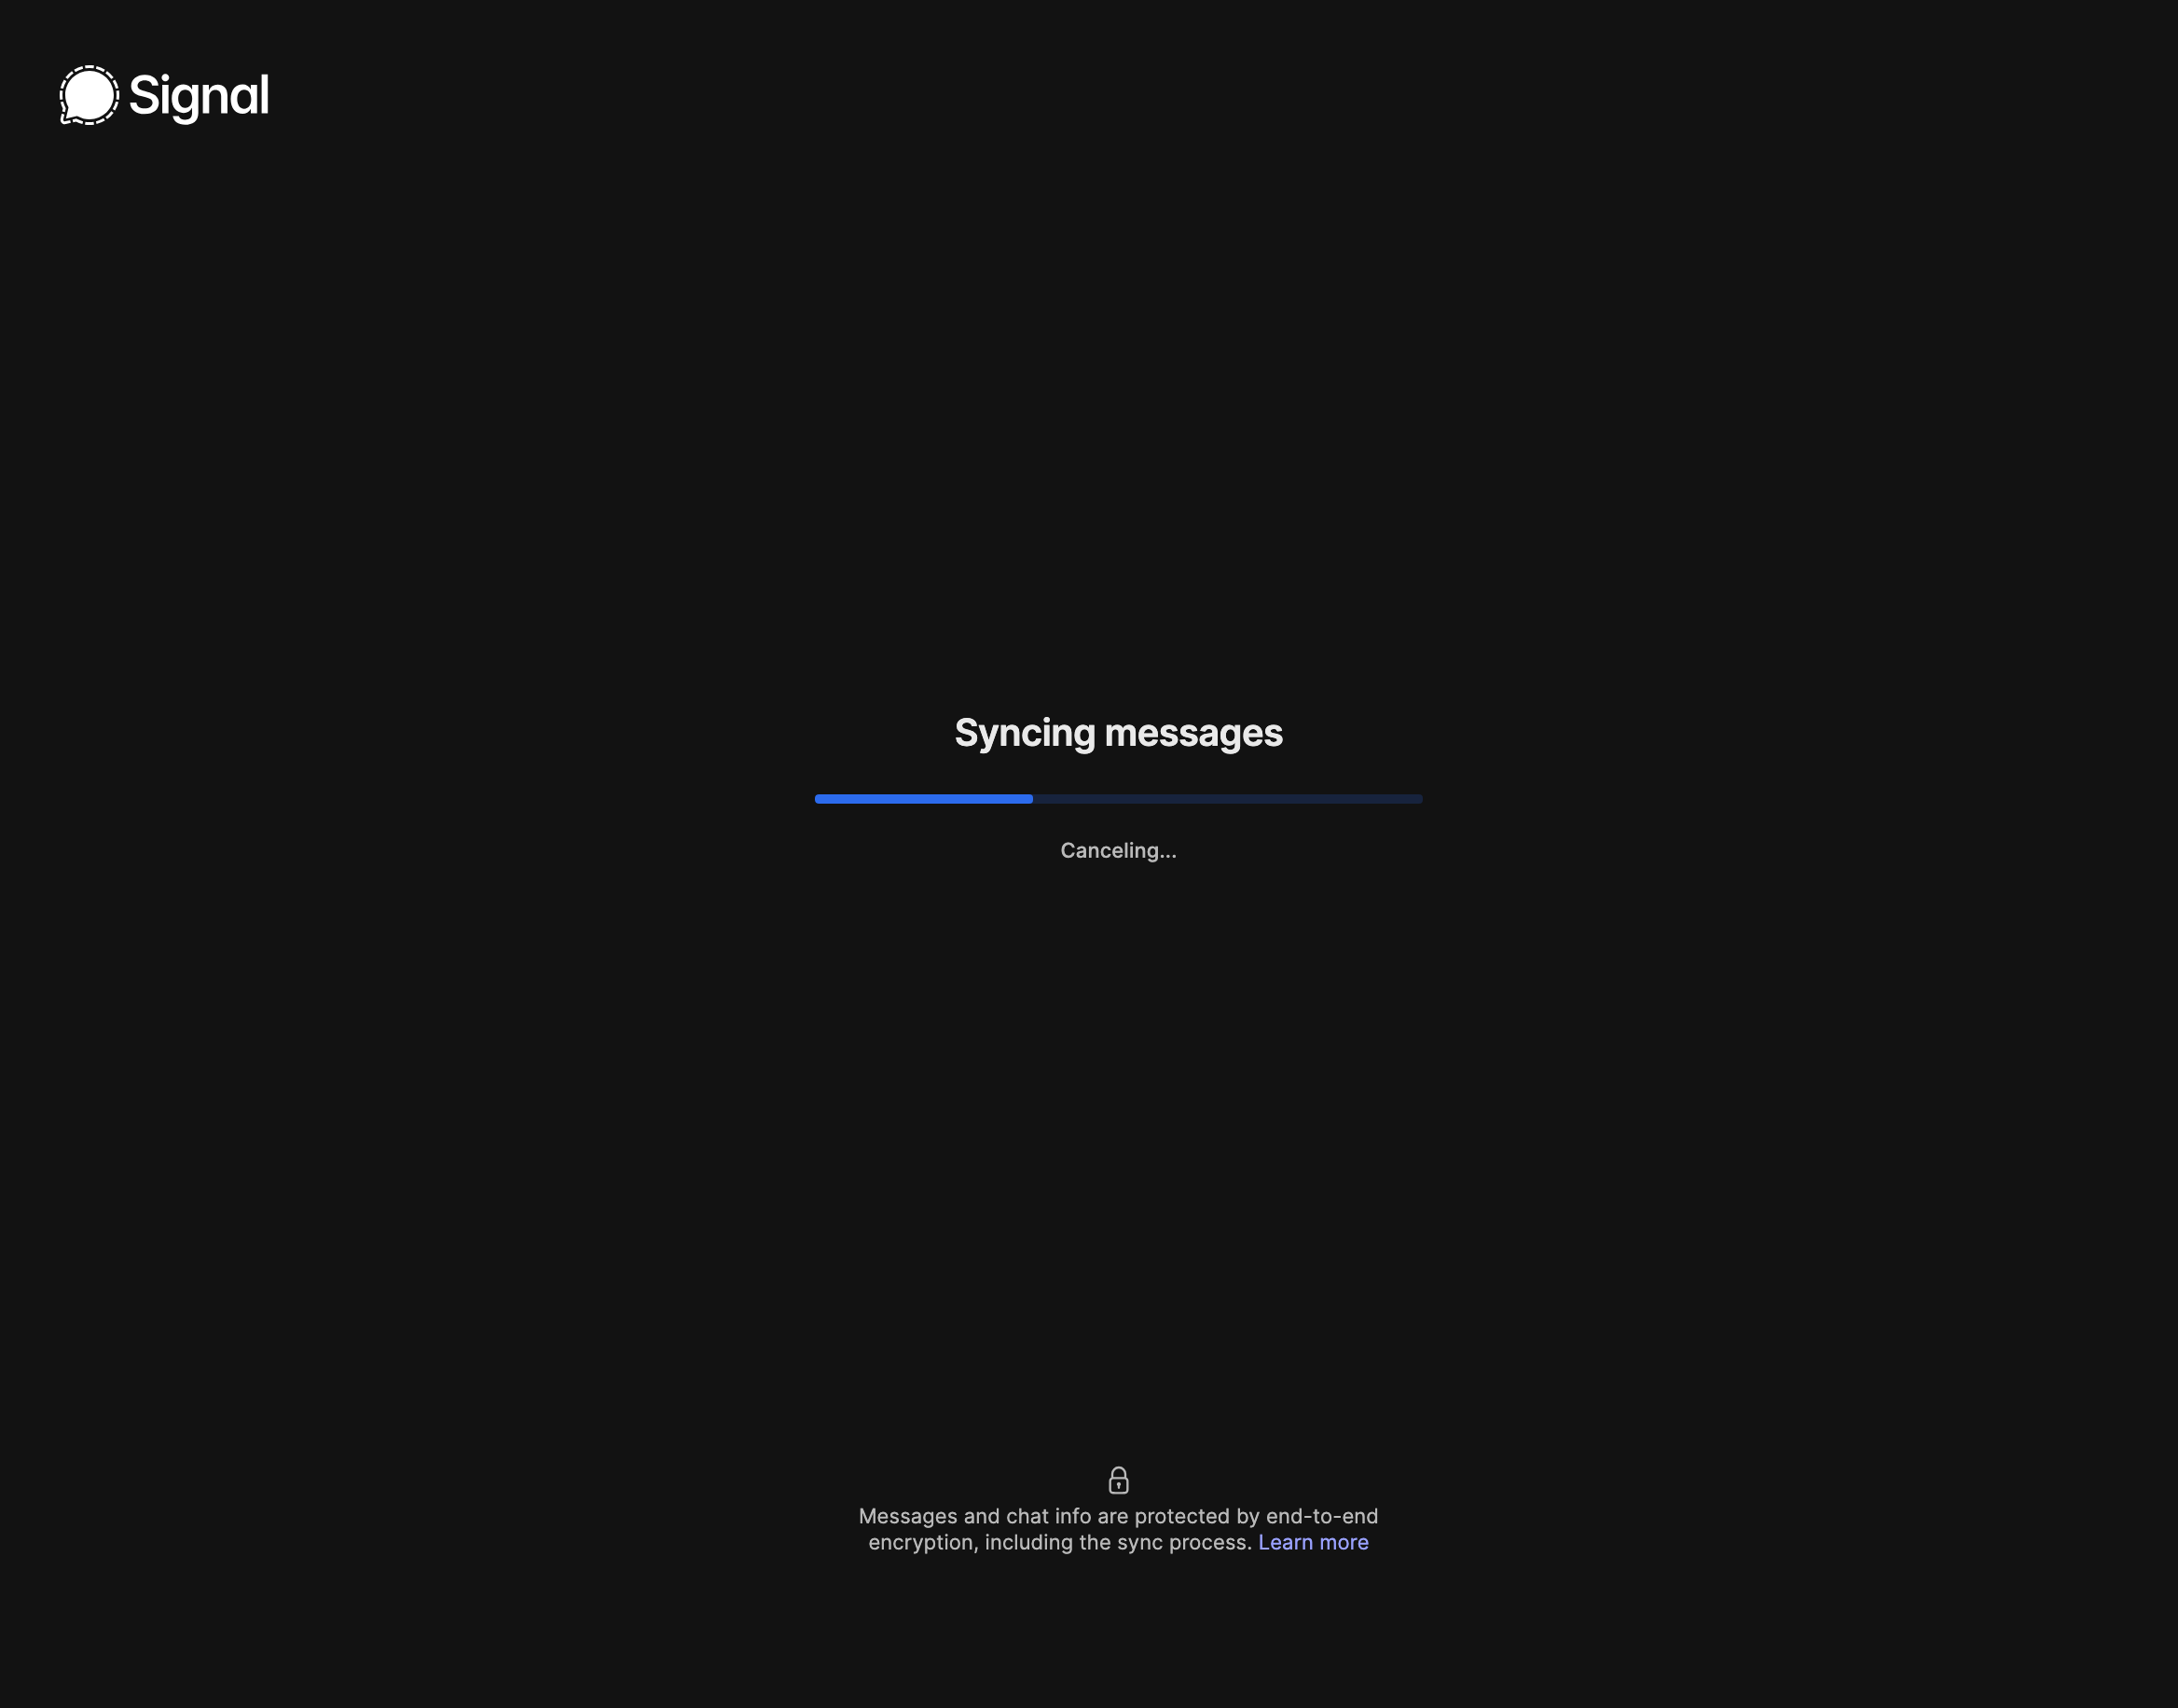 Signal
Syncing messages
Canceling...
Messages and chat info are protected by end-to-end
encryption, including the sync process. Learn more